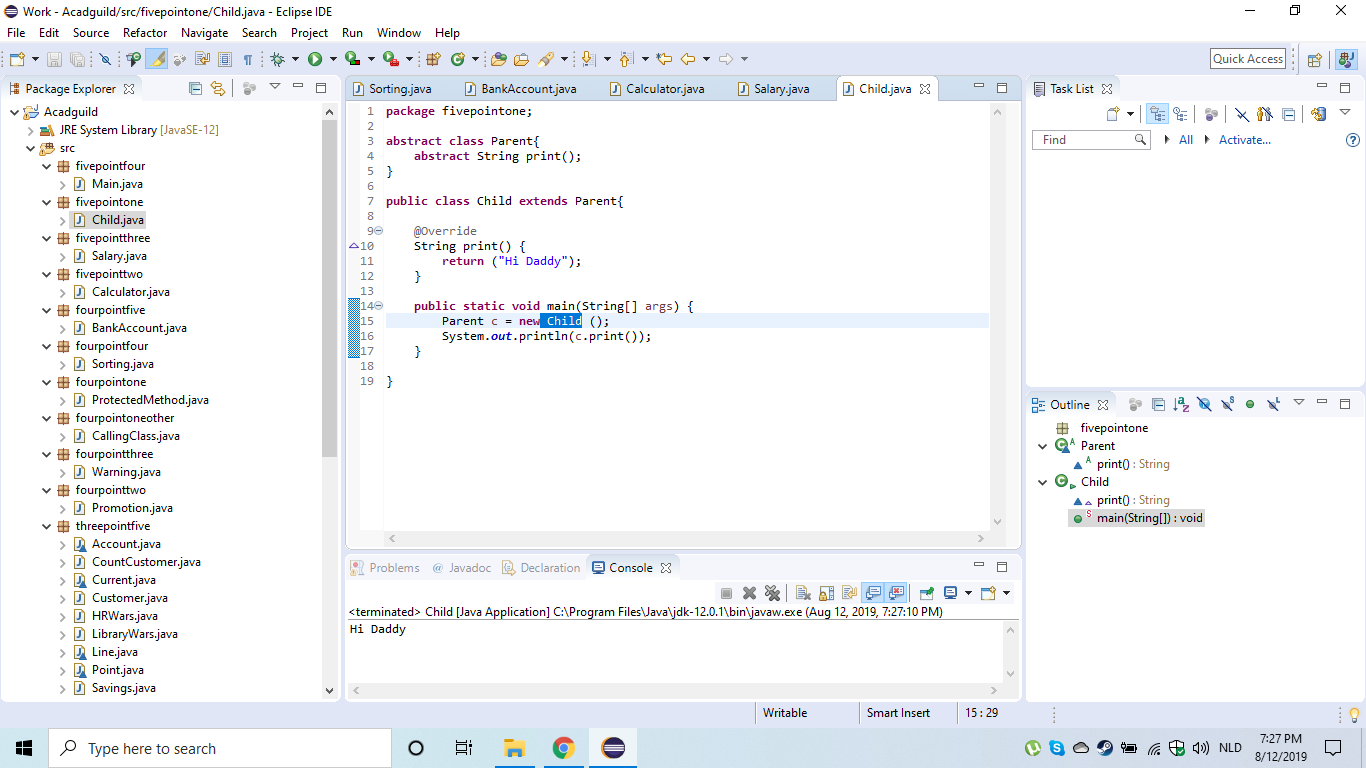 Work - Acadguild/src/fivepointone/Child.java - Eclipse IDE
File Edit Source Refactor Navigate Search Project Run Window Help
Quick Access
Package Explorer
Acadguild
JRE System Library [JavaSE-12]
src
fivepointfour
Main.java
fivepointone
Child.java
fivepointthree
Salary.java
fivepointtwo
Calculator.java
fourpointfive
BankAccount.java
fourpointfour
Sorting.java
fourpointone
ProtectedMethod.java
fourpointoneother
CallingClass.java
fourpointthree
Warning.java
fourpointtwo
Promotion.java
threepointfive
Account.java
CountCustomer.java
Current.java
Customer.java
HRWars.java
LibraryWars.java
Line.java
Point.java
Savings.java
Sorting.java BankAccount.java Calculator.java Salary.java Child.java
1 package fivepointone;
2
3 abstract class Parent{
4 abstract String print();
5 }
6
7 public class Child extends Parent{
8
9 @Override
10 String print() {
11 return ("Hi Daddy");
12 }
13
14 public static void main(String[] args) {
15 Parent c = new Child ();
16 System.out.println(c.print());
17 }
18
19 }
Problems Javadoc Declaration Console
<terminated> Child [Java Application] C:\Program Files\Java\jdk-12.0.1\bin\javaw.exe (Aug 12, 2019, 7:27:10 PM)
Hi Daddy
Task List
Find All Activate...
Outline
fivepointone
Parent
print() : String
Child
print() : String
main(String[]) : void
Writable Smart Insert 15 : 29
Type here to search
NLD
7:27 PM
8/12/2019